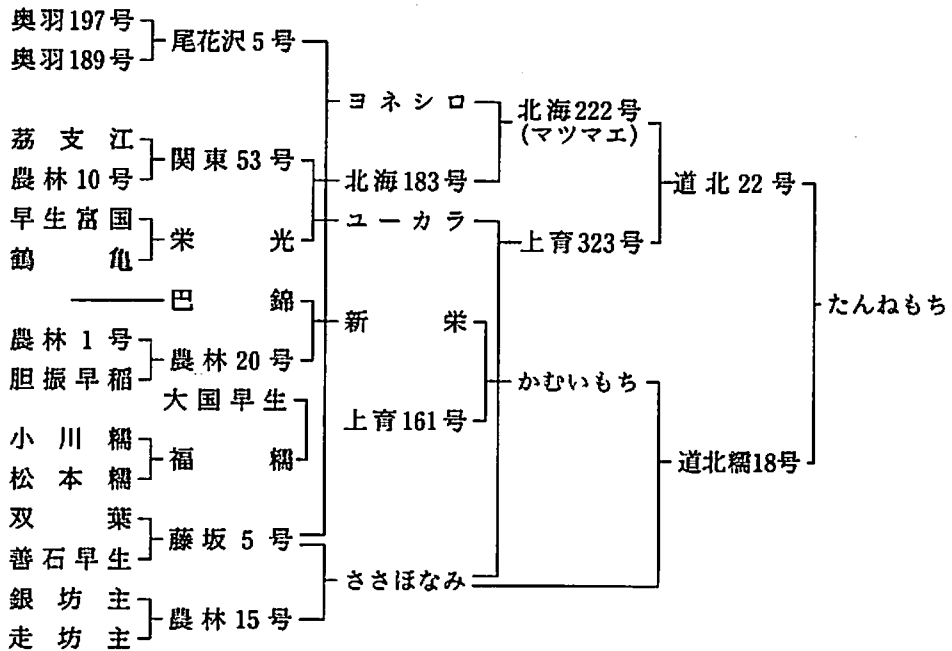 奥羽197号
奥羽189号
尾花沢5号
ヨネシロ
北海222号
(マツマエ)
茘支江
農林10号
関東53号
北海183号
道北22号
早生富国
鶴亀
栄光
ユーカラ
上育323号
巴錦
たんねもち
農林1号
胆振早稲
農林20号
新栄
大国早生
かむいもち
上育161号
小川糯
松本糯
福糯
道北糯18号
双葉
善石早生
藤坂5号
ささほなみ
銀坊主
走坊主
農林15号